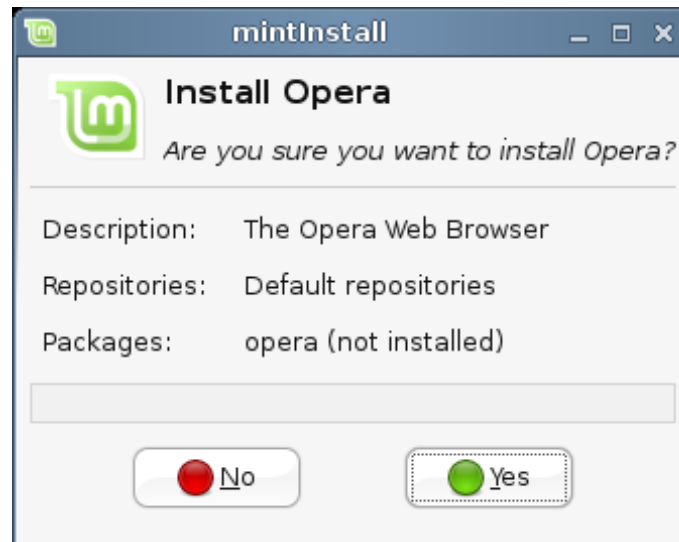 mintInstall
Install Opera
Are you sure you want to install Opera?
Description: The Opera Web Browser
Repositories: Default repositories
Packages: opera (not installed)
No Yes